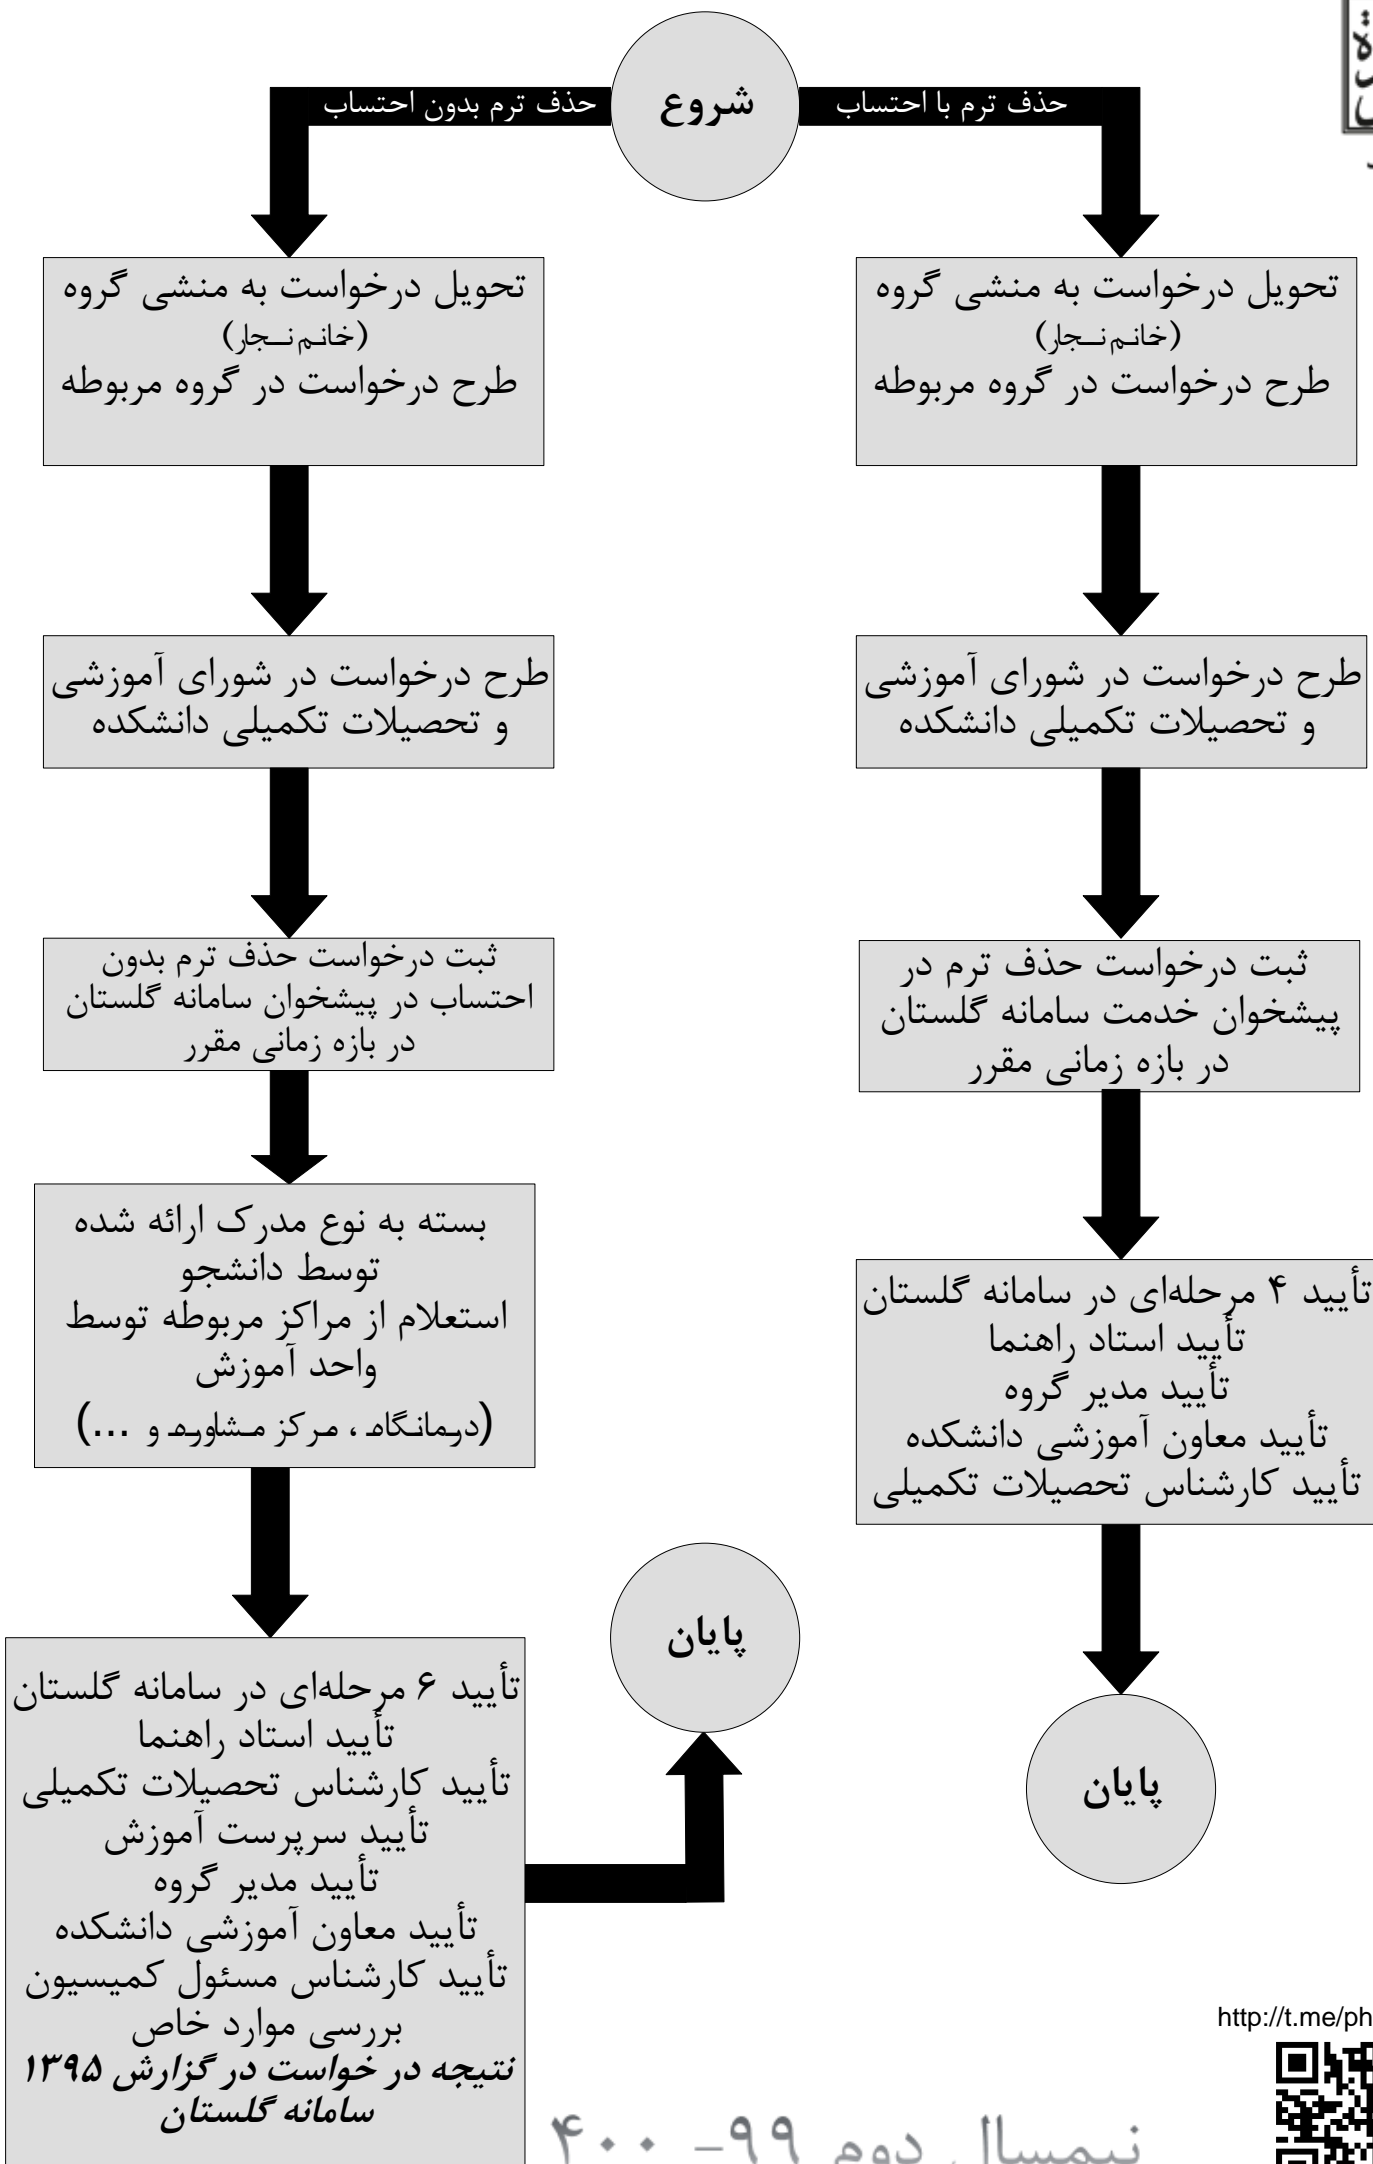 شروع
حذف ترم با احتساب
حذف ترم بدون احتساب
تحویل درخواست به منشی گروه
(خانم نجار)
طرح درخواست در گروه مربوطه
طرح درخواست در شورای آموزشی
و تحصیلات تکمیلی دانشکده
ثبت درخواست حذف ترم در
پیشخوان خدمت سامانه گلستان
در بازه زمانی مقرر
تأیید ۴ مرحله‌ای در سامانه گلستان
تأیید استاد راهنما
تأیید مدیر گروه
تأیید معاون آموزشی دانشکده
تأیید کارشناس تحصیلات تکمیلی
پایان
تحویل درخواست به منشی گروه
(خانم نجار)
طرح درخواست در گروه مربوطه
طرح درخواست در شورای آموزشی
و تحصیلات تکمیلی دانشکده
ثبت درخواست حذف ترم بدون
احتساب در پیشخوان سامانه گلستان
در بازه زمانی مقرر
بسته به نوع مدرک ارائه شده
توسط دانشجو
استعلام از مراکز مربوطه توسط
واحد آموزش
(درمانگاه، مرکز مشاوره و ...)
تأیید ۶ مرحله‌ای در سامانه گلستان
تأیید استاد راهنما
تأیید کارشناس تحصیلات تکمیلی
تأیید سرپرست آموزش
تأیید مدیر گروه
تأیید معاون آموزشی دانشکده
تأیید کارشناس مسئول کمیسیون
بررسی موارد خاص
نتیجه در خواست در گزارش ۱۳۹۵
سامانه گلستان
پایان
http://t.me/ph
نیمسال دوم ۹۹- ۴۰۰